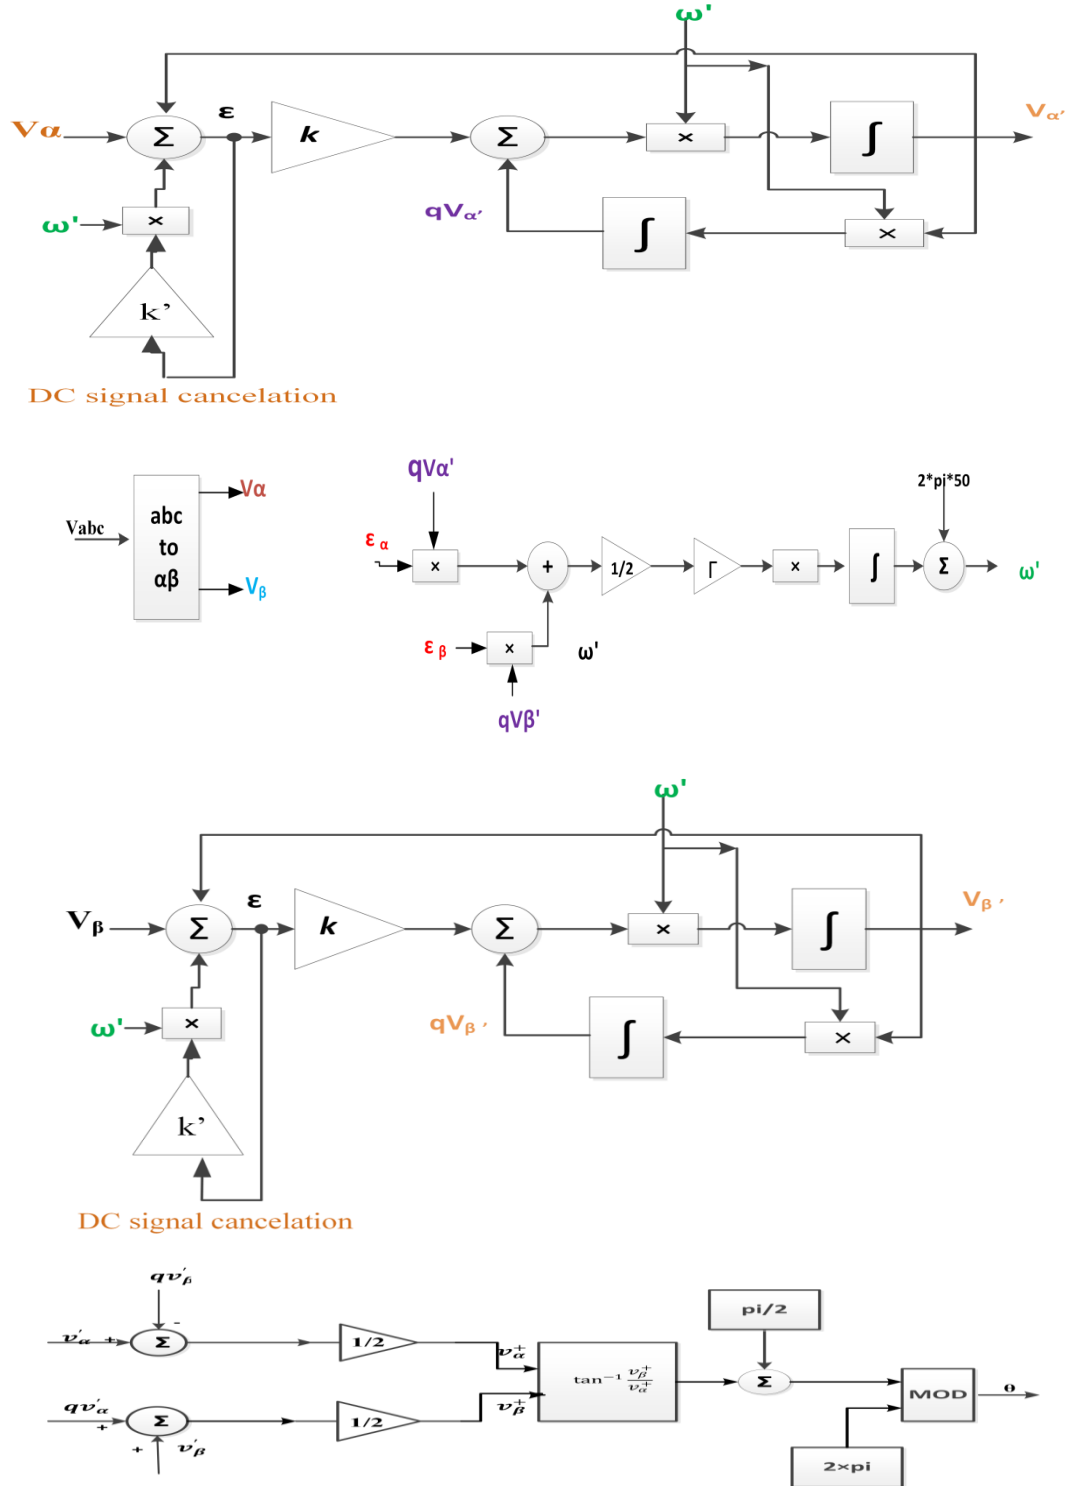 ω'
Vα
Σ
ε
k
Σ
×
∫
Vα'
ω'
×
qVα'
∫
×
k'
DC signal cancelation
Vabc
abc
to
αβ
Vα
Vβ
qVα'
2*pi*50
εα
×
+
1/2
Γ
×
∫
Σ
ω'
εβ
×
ω'
qVβ'
ω'
Vβ
Σ
ε
k
Σ
×
∫
Vβ'
ω'
×
qVβ'
∫
×
k'
DC signal cancelation
qv'β
-
v'α +
Σ
1/2
v+α
pi/2
tan−1 v+β
v+α
Σ
MOD
θ
qv'α
+
Σ
1/2
v+β
+
v'β
2×pi